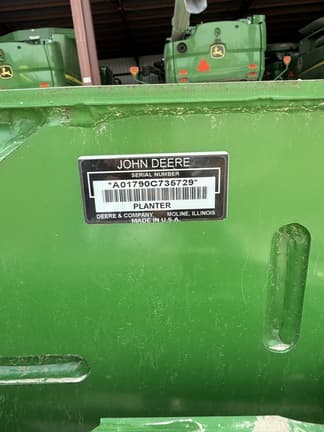 JOHN DEERE
SERIAL NUMBER
*A01790C735729*
PLANTER
DEERE & COMPANY MOLINE, ILLINOIS
MADE IN U.S.A.